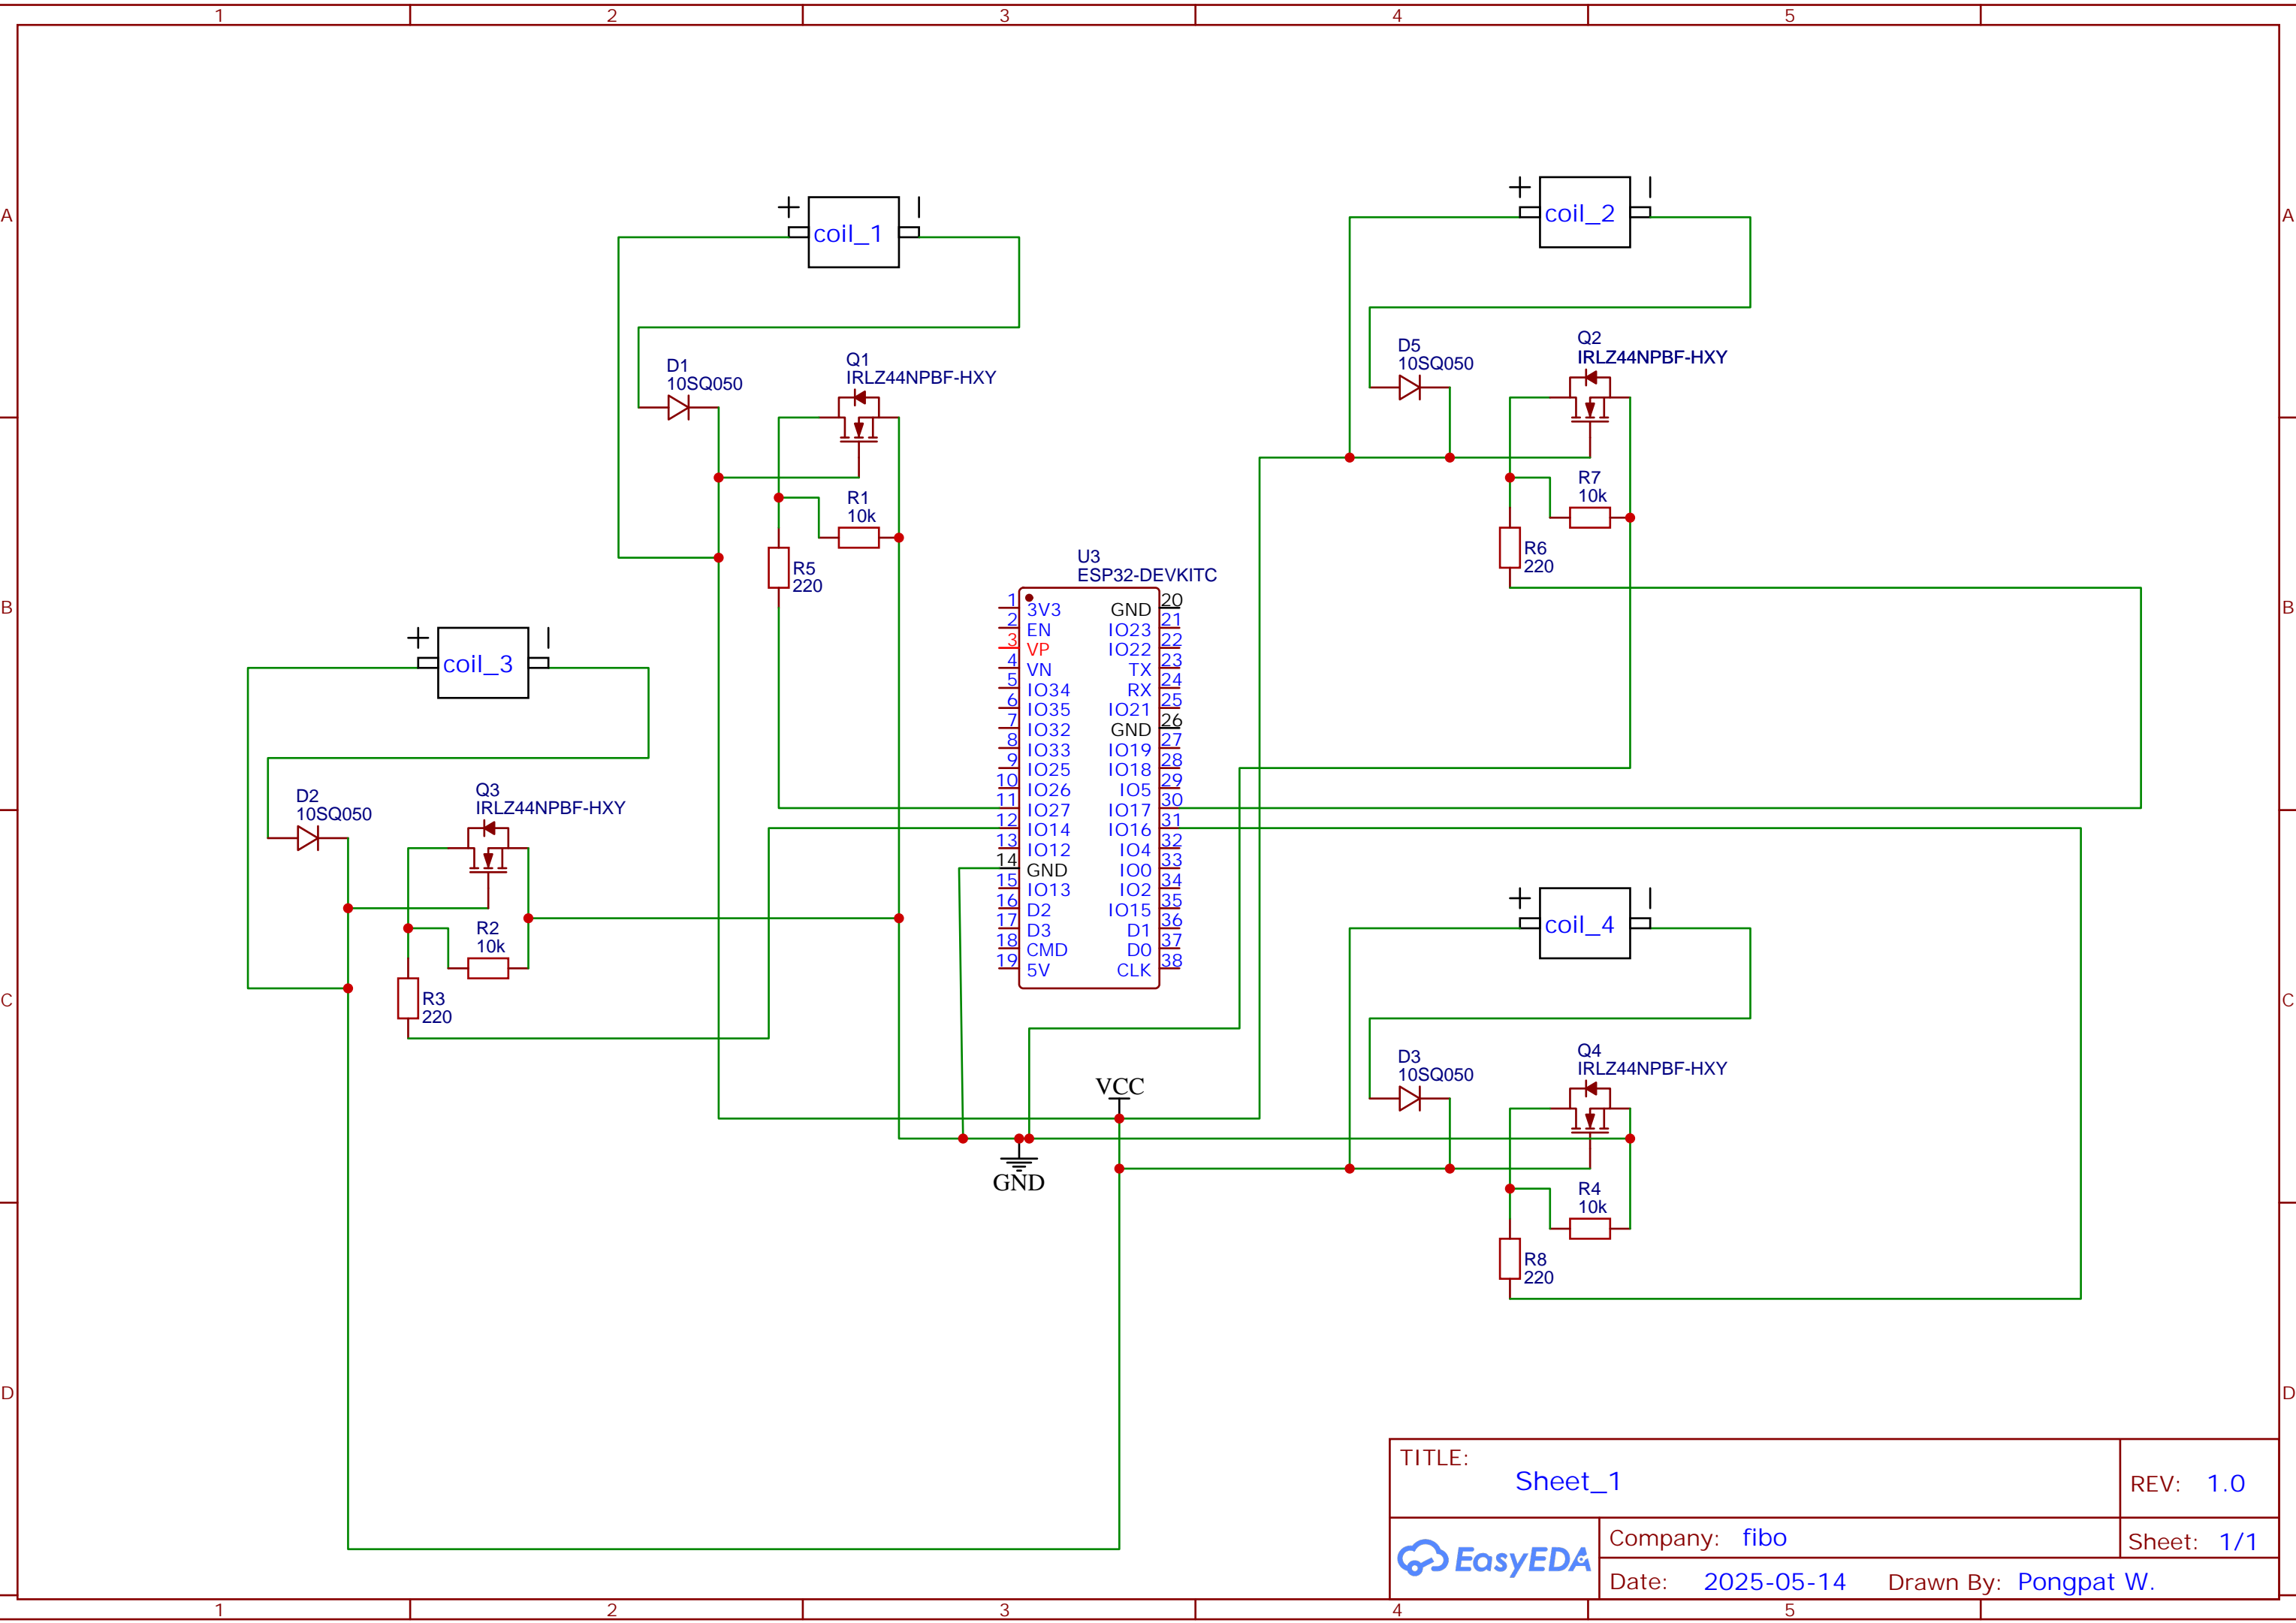 1 2 3 4 5
A A
B B
C C
D D
+ coil_1
+ coil_2
D1
10SQ050
Q1
IRLZ44NPBF-HXY
R1
10k
R5
220
D5
10SQ050
Q2
IRLZ44NPBF-HXY
R7
10k
R6
220
+ coil_3
D2
10SQ050
Q3
IRLZ44NPBF-HXY
R2
10k
R3
220
U3
ESP32-DEVKITC
1 3V3 GND 20
2 EN IO23 21
3 VP IO22 22
4 VN TX 23
5 IO34 RX 24
6 IO35 IO21 25
7 IO32 GND 26
8 IO33 IO19 27
9 IO25 IO18 28
10 IO26 IO5 29
11 IO27 IO17 30
12 IO14 IO16 31
13 IO12 IO4 32
14 GND IO0 33
15 IO13 IO2 34
16 D2 IO15 35
17 D3 D1 36
18 CMD D0 37
19 5V CLK 38
VCC
GND
+ coil_4
D3
10SQ050
Q4
IRLZ44NPBF-HXY
R4
10k
R8
220
TITLE:
Sheet_1
REV: 1.0
EasyEDA
Company: fibo
Sheet: 1/1
Date: 2025-05-14 Drawn By: Pongpat W.
1 2 3 4 5